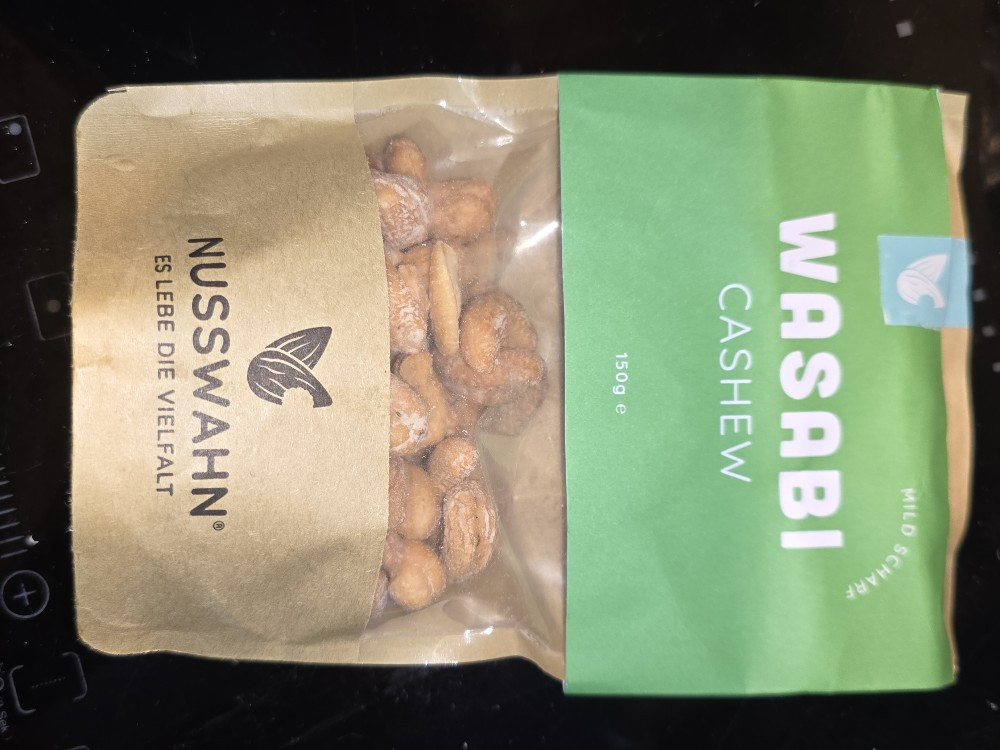 MILD SCHARF
WASABI
CASHEW
150g e
NUSSWAHN®
ES LEBE DIE VIELFALT